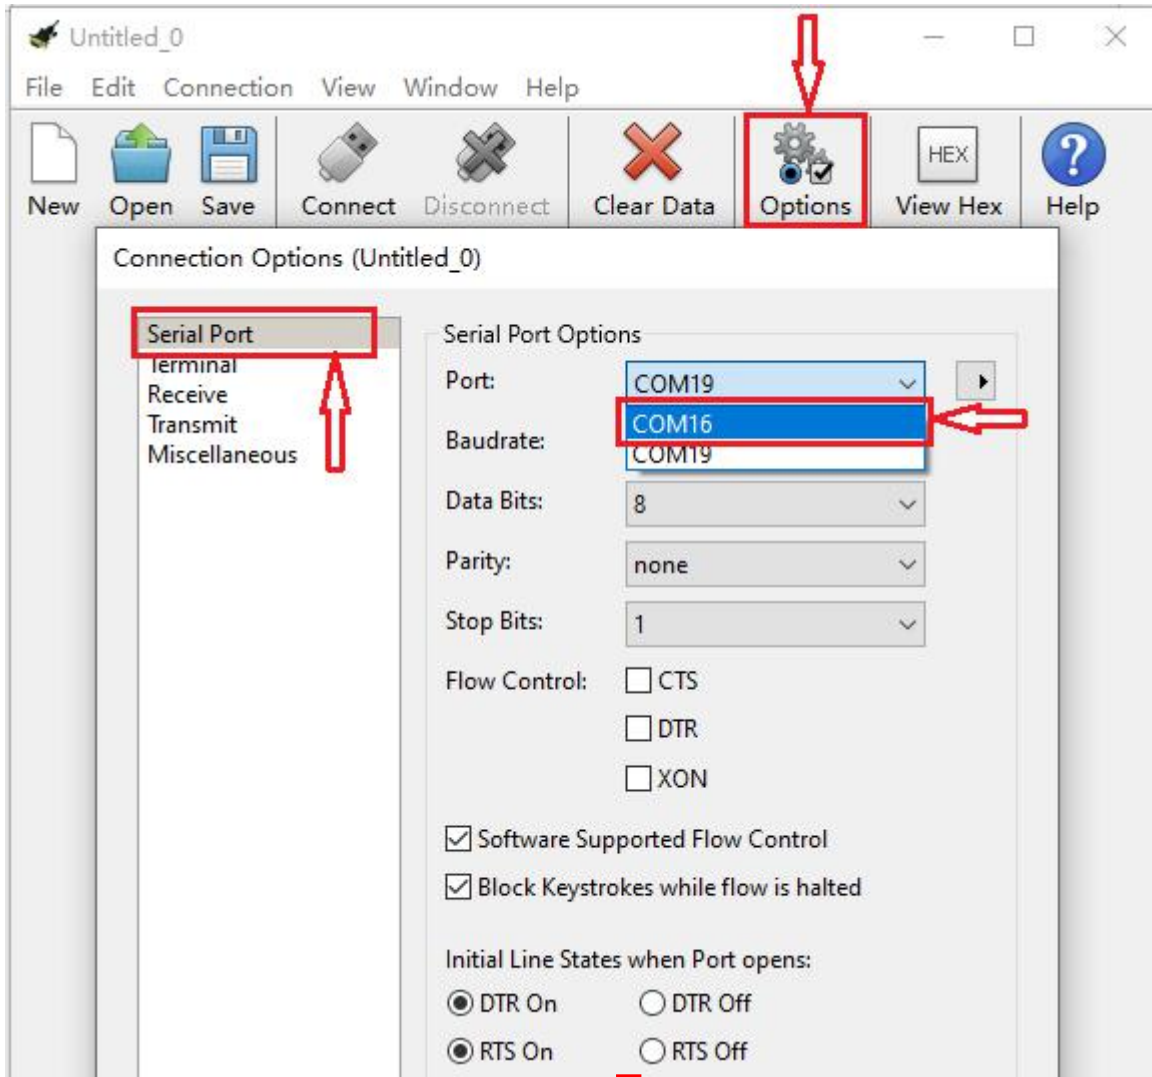 Untitled_0
File Edit Connection View Window Help
New Open Save Connect Disconnect Clear Data Options HEX View Hex ? Help
Connection Options (Untitled_0)
Serial Port
Terminal
Receive
Transmit
Miscellaneous
Serial Port Options
Port: COM19
COM16
Baudrate: COM19
Data Bits: 8
Parity: none
Stop Bits: 1
Flow Control: CTS
DTR
XON
Software Supported Flow Control
Block Keystrokes while flow is halted
Initial Line States when Port opens:
DTR On DTR Off
RTS On RTS Off